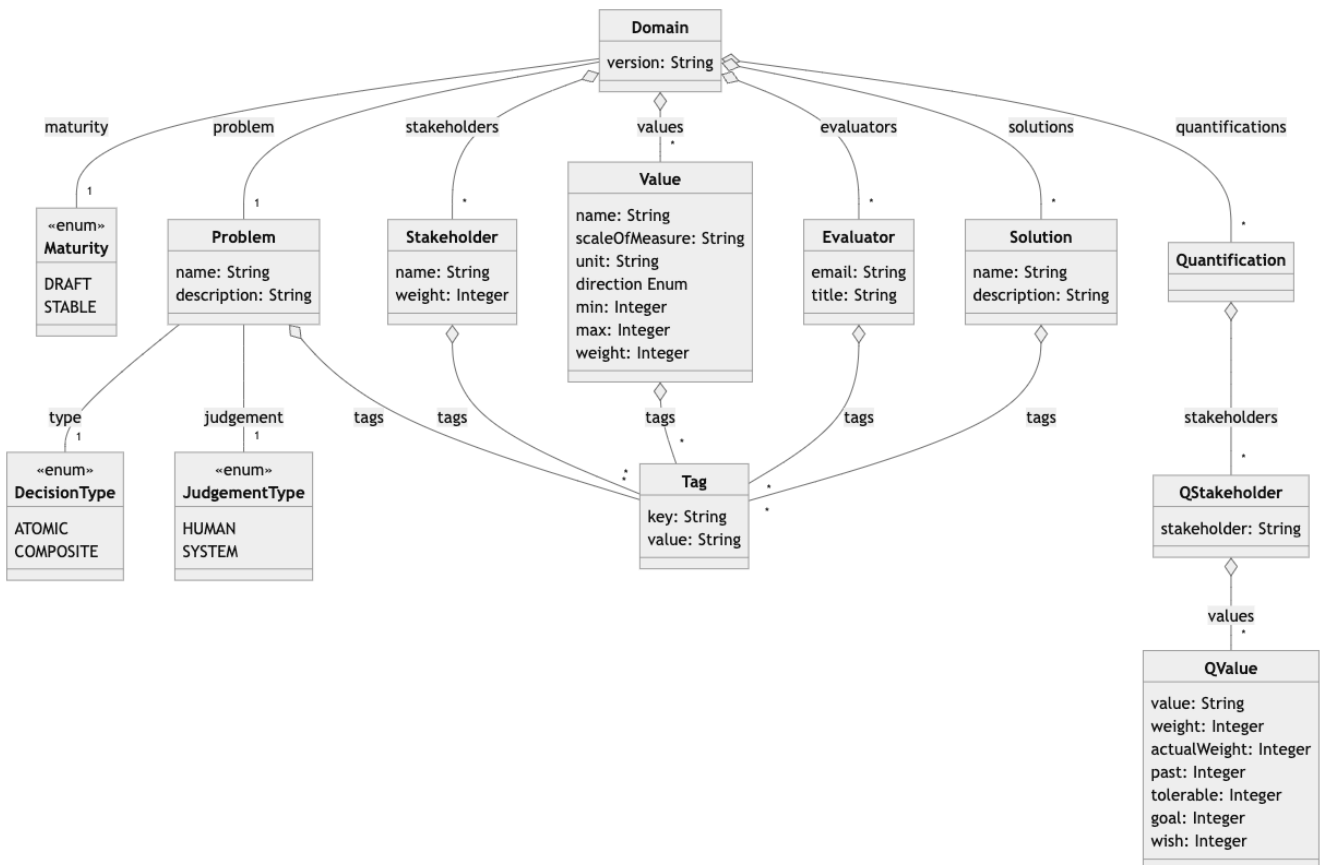 Domain
version: String
maturity
problem
stakeholders
values
evaluators
solutions
quantifications
1
1
*
*
*
*
*
«enum»
Maturity
DRAFT
STABLE
Problem
name: String
description: String
Stakeholder
name: String
weight: Integer
Value
name: String
scaleOfMeasure: String
unit: String
direction Enum
min: Integer
max: Integer
weight: Integer
Evaluator
email: String
title: String
Solution
name: String
description: String
Quantification
type
judgement
tags
tags
tags
tags
tags
stakeholders
1
1
*
*
*
*
*
*
«enum»
DecisionType
ATOMIC
COMPOSITE
«enum»
JudgementType
HUMAN
SYSTEM
Tag
key: String
value: String
QStakeholder
stakeholder: String
values
*
QValue
value: String
weight: Integer
actualWeight: Integer
past: Integer
tolerable: Integer
goal: Integer
wish: Integer